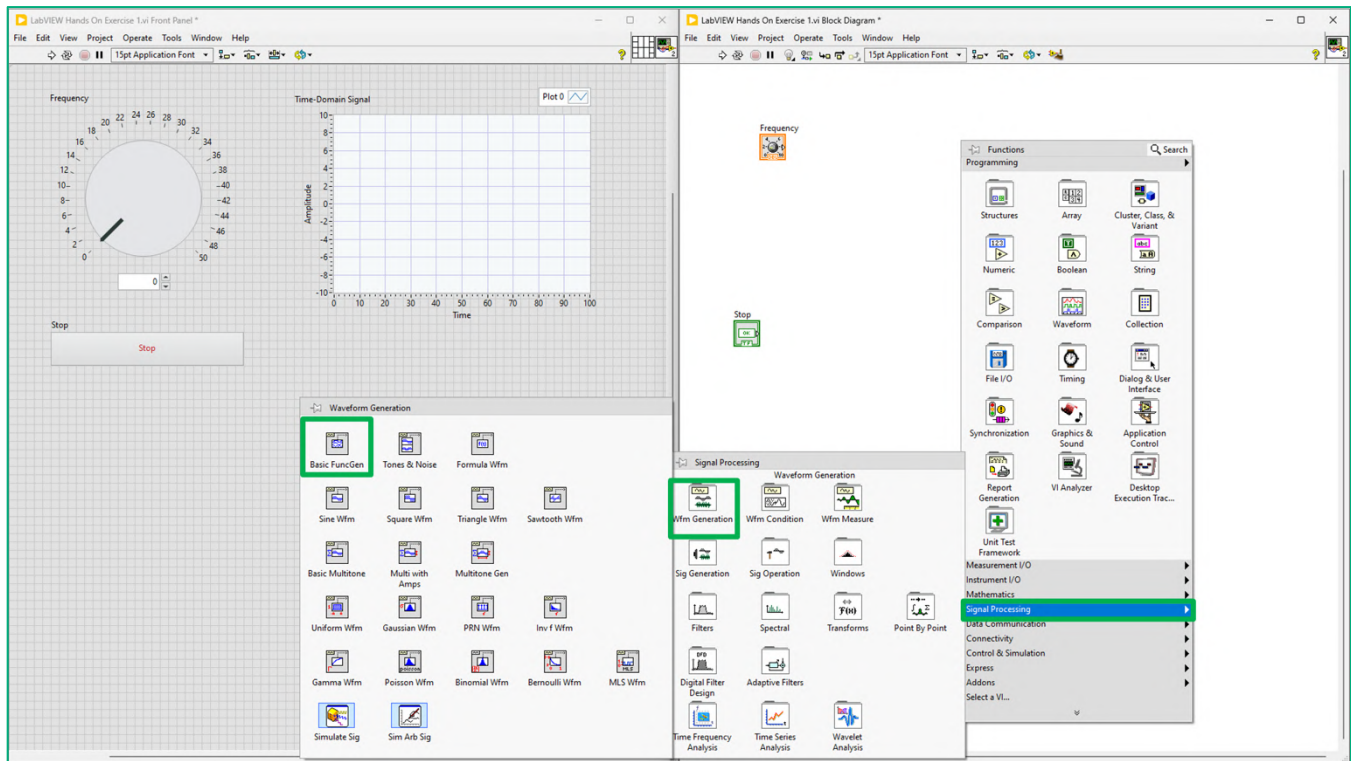 LabVIEW Hands On Exercise 1.vi Front Panel *
File Edit View Project Operate Tools Window Help
15pt Application Font
2
Frequency
0 2 4 6 8 10 12 14 16 18 20 22 24 26 28 30 32 34 36 38 40 42 44 46 48 50
0
Stop
Stop
Time-Domain Signal
Plot 0
Amplitude
10
8
6
4
2
0
-2
-4
-6
-8
-10
0 10 20 30 40 50 60 70 80 90 100
Time
LabVIEW Hands On Exercise 1.vi Block Diagram *
File Edit View Project Operate Tools Window Help
15pt Application Font
2
Frequency
Stop
OK
TF
Functions
Search
Programming
Structures Array Cluster, Class, &
Variant
Numeric Boolean String
Comparison Waveform Collection
File I/O Timing Dialog & User
Interface
Synchronization Graphics &
Sound Application
Control
Report
Generation VI Analyzer Desktop
Execution Trac...
Unit Test
Framework
Measurement I/O
Instrument I/O
Mathematics
Signal Processing
Data Communication
Connectivity
Control & Simulation
Express
Addons
Select a VI...
Signal Processing
Waveform Generation
Wfm Generation Wfm Condition Wfm Measure
Sig Generation Sig Operation Windows
Filters Spectral Transforms Point By Point
Digital Filter
Design Adaptive Filters
Time Frequency
Analysis Time Series
Analysis Wavelet
Analysis
Waveform Generation
Basic FuncGen Tones & Noise Formula Wfm
Sine Wfm Square Wfm Triangle Wfm Sawtooth Wfm
Basic Multitone Multi with
Amps Multitone Gen
Uniform Wfm Gaussian Wfm PRN Wfm Inv f Wfm
Gamma Wfm Poisson Wfm Binomial Wfm Bernoulli Wfm MLS Wfm
Simulate Sig Sim Arb Sig